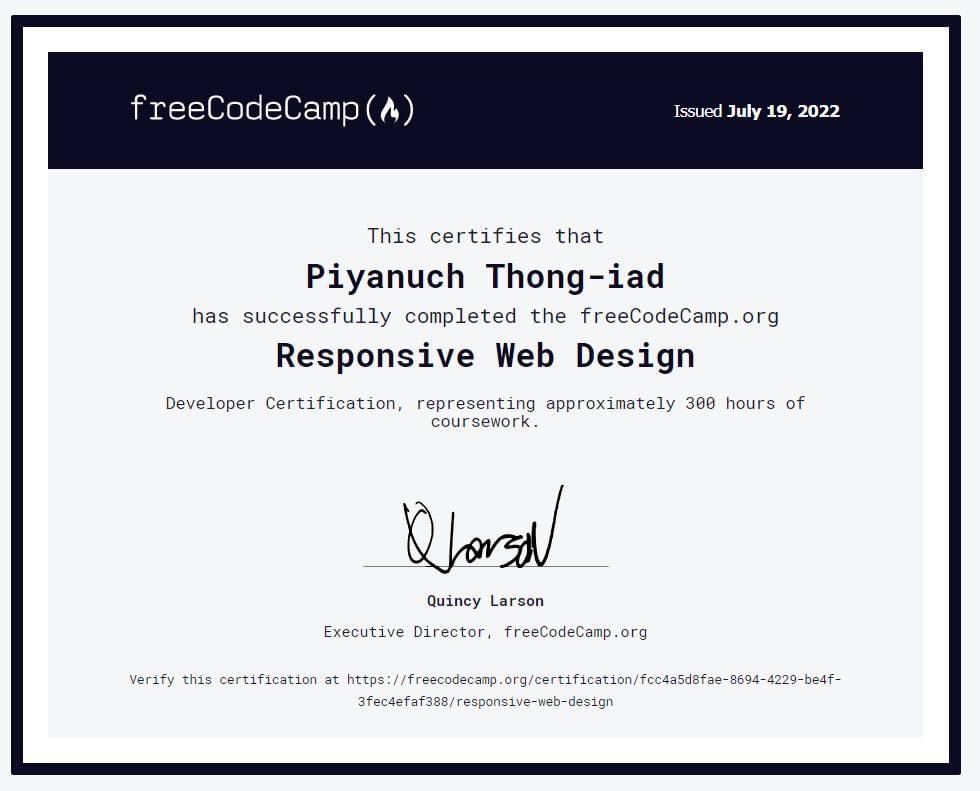 freeCodeCamp(🔥)
Issued July 19, 2022
This certifies that
Piyanuch Thong-iad
has successfully completed the freeCodeCamp.org
Responsive Web Design
Developer Certification, representing approximately 300 hours of
coursework.
Q Larson
Quincy Larson
Executive Director, freeCodeCamp.org
Verify this certification at https://freecodecamp.org/certification/fcc4a5d8fae-8694-4229-be4f-
3fec4efaf388/responsive-web-design